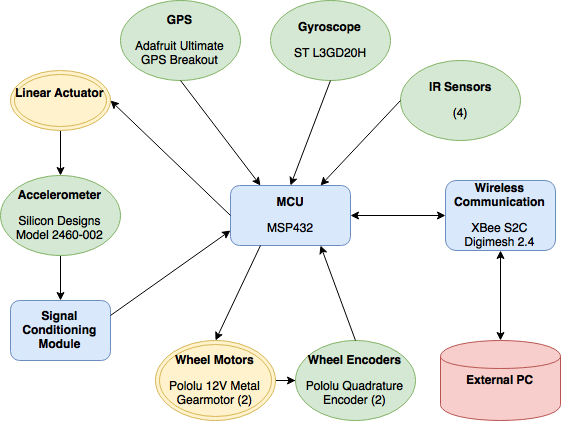 GPS
Adafruit Ultimate
GPS Breakout
Gyroscope
ST L3GD20H
Linear Actuator
IR Sensors
(4)
Accelerometer
Silicon Designs
Model 2460-002
MCU
MSP432
Wireless
Communication
XBee S2C
Digimesh 2.4
Signal
Conditioning
Module
Wheel Motors
Pololu 12V Metal
Gearmotor (2)
Wheel Encoders
Pololu Quadrature
Encoder (2)
External PC